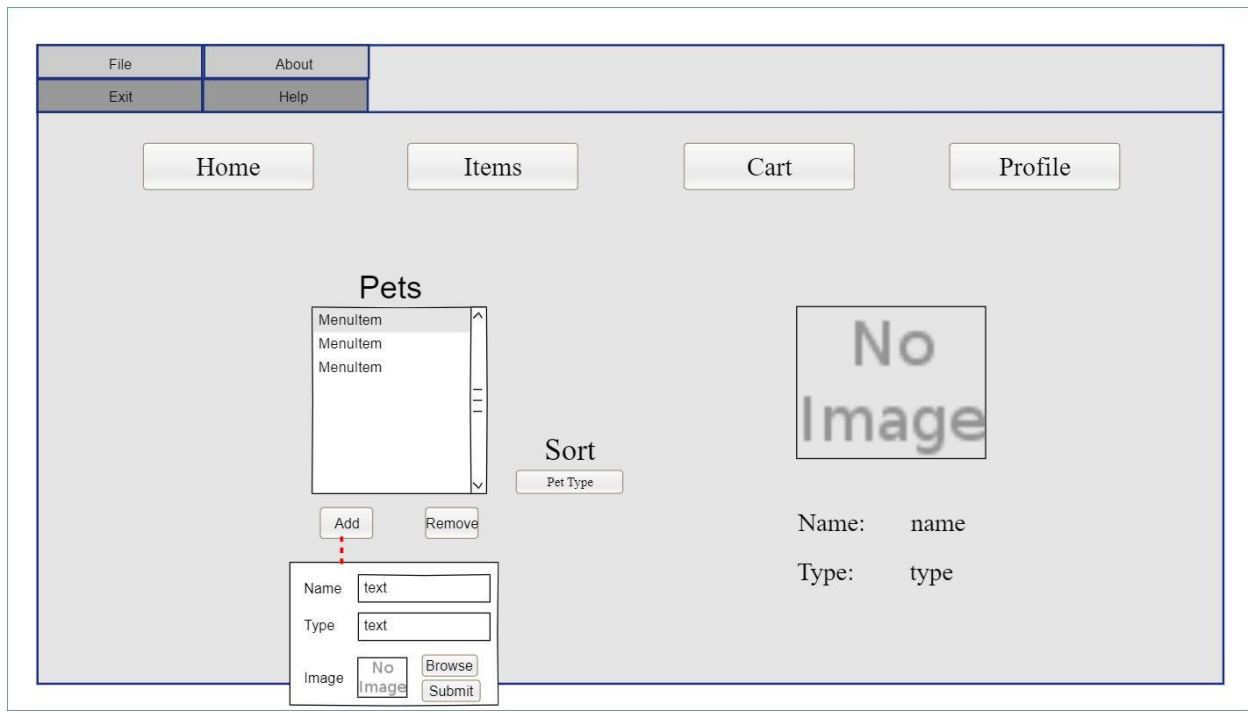 File About
Exit Help
Home Items Cart Profile
Pets
MenuItem
MenuItem
MenuItem
No
Image
Sort
Pet Type
Add Remove
Name: name
Type: type
Name text
Type text
Image No Image Browse
Submit